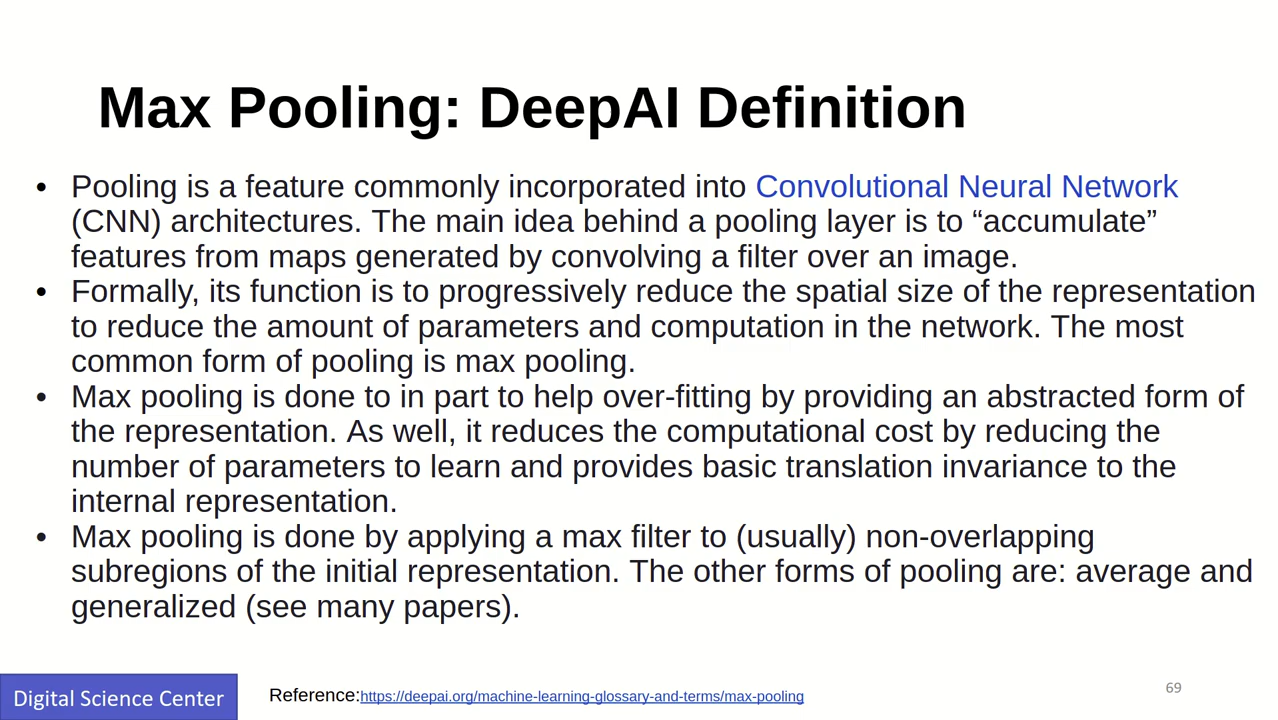 Max Pooling: DeepAI Definition
• Pooling is a feature commonly incorporated into Convolutional Neural Network
(CNN) architectures. The main idea behind a pooling layer is to “accumulate”
features from maps generated by convolving a filter over an image.
• Formally, its function is to progressively reduce the spatial size of the representation
to reduce the amount of parameters and computation in the network. The most
common form of pooling is max pooling.
• Max pooling is done to in part to help over-fitting by providing an abstracted form of
the representation. As well, it reduces the computational cost by reducing the
number of parameters to learn and provides basic translation invariance to the
internal representation.
• Max pooling is done by applying a max filter to (usually) non-overlapping
subregions of the initial representation. The other forms of pooling are: average and
generalized (see many papers).
Digital Science Center
Reference:https://deepai.org/machine-learning-glossary-and-terms/max-pooling
69